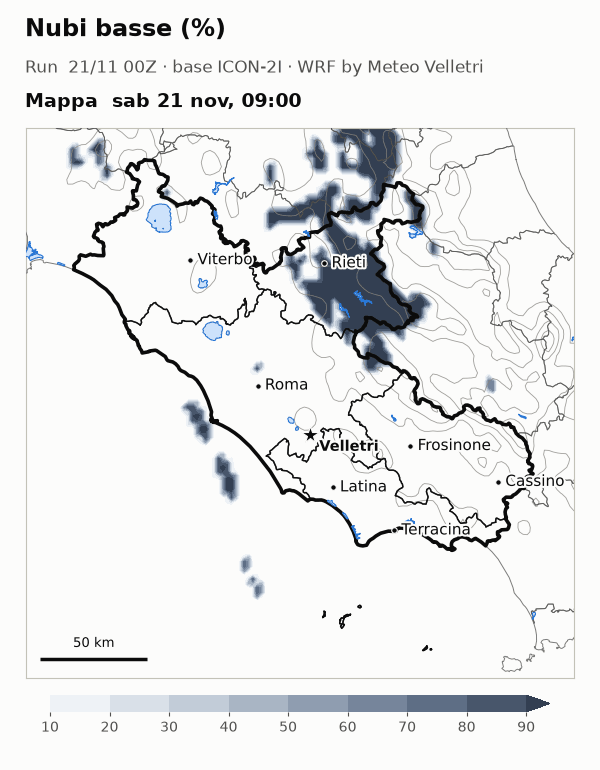 Nubi basse (%)
Run  21/11 00Z · base ICON-2I · WRF by Meteo Velletri
Mappa  sab 21 nov, 09:00
Viterbo
Rieti
Roma
Velletri
Frosinone
Latina
Cassino
Terracina
50 km
10 20 30 40 50 60 70 80 90